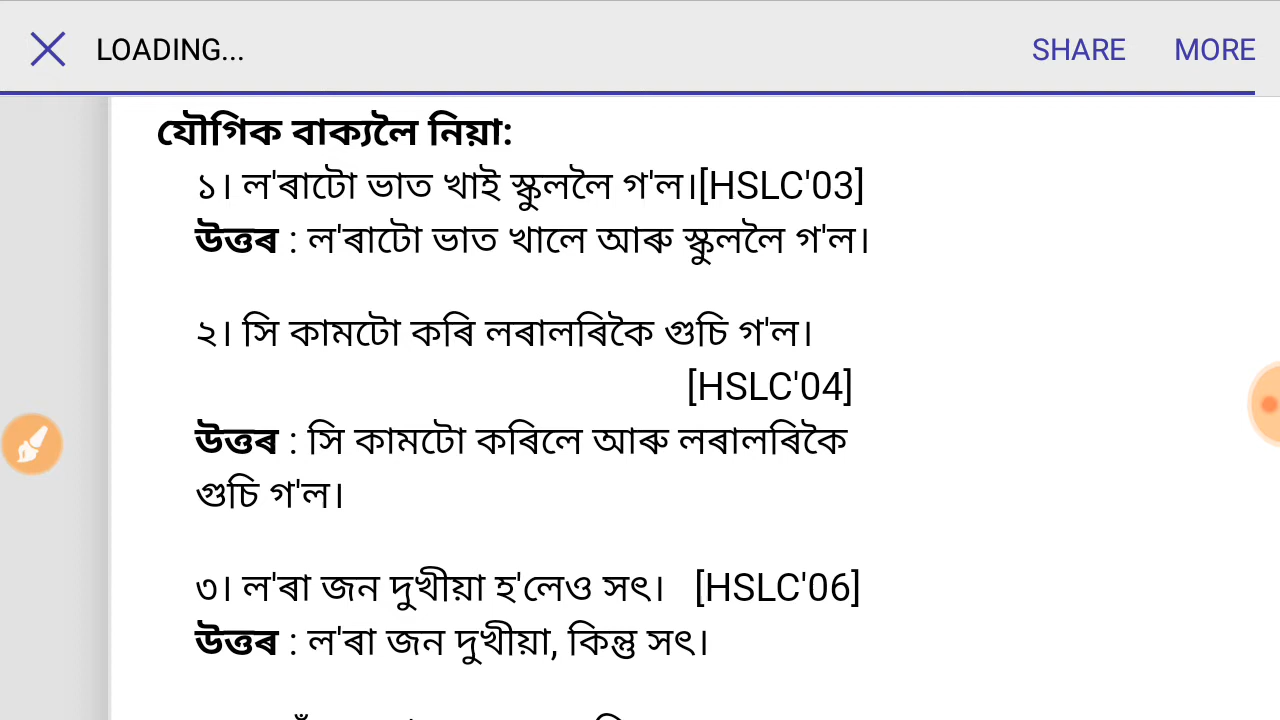 LOADING...
SHARE
MORE
যৌগিক বাক্যলৈ নিয়া:
১। ল'ৰাটো ভাত খাই স্কুললৈ গ'ল।[HSLC'03]
উত্তৰ : ল'ৰাটো ভাত খালে আৰু স্কুললৈ গ'ল।
২। সি কামটো কৰি লৰালৰিকৈ গুচি গ'ল।
[HSLC'04]
উত্তৰ : সি কামটো কৰিলে আৰু লৰালৰিকৈ
গুচি গ'ল।
৩। ল'ৰা জন দুখীয়া হ'লেও সৎ। [HSLC'06]
উত্তৰ : ল'ৰা জন দুখীয়া, কিন্তু সৎ।